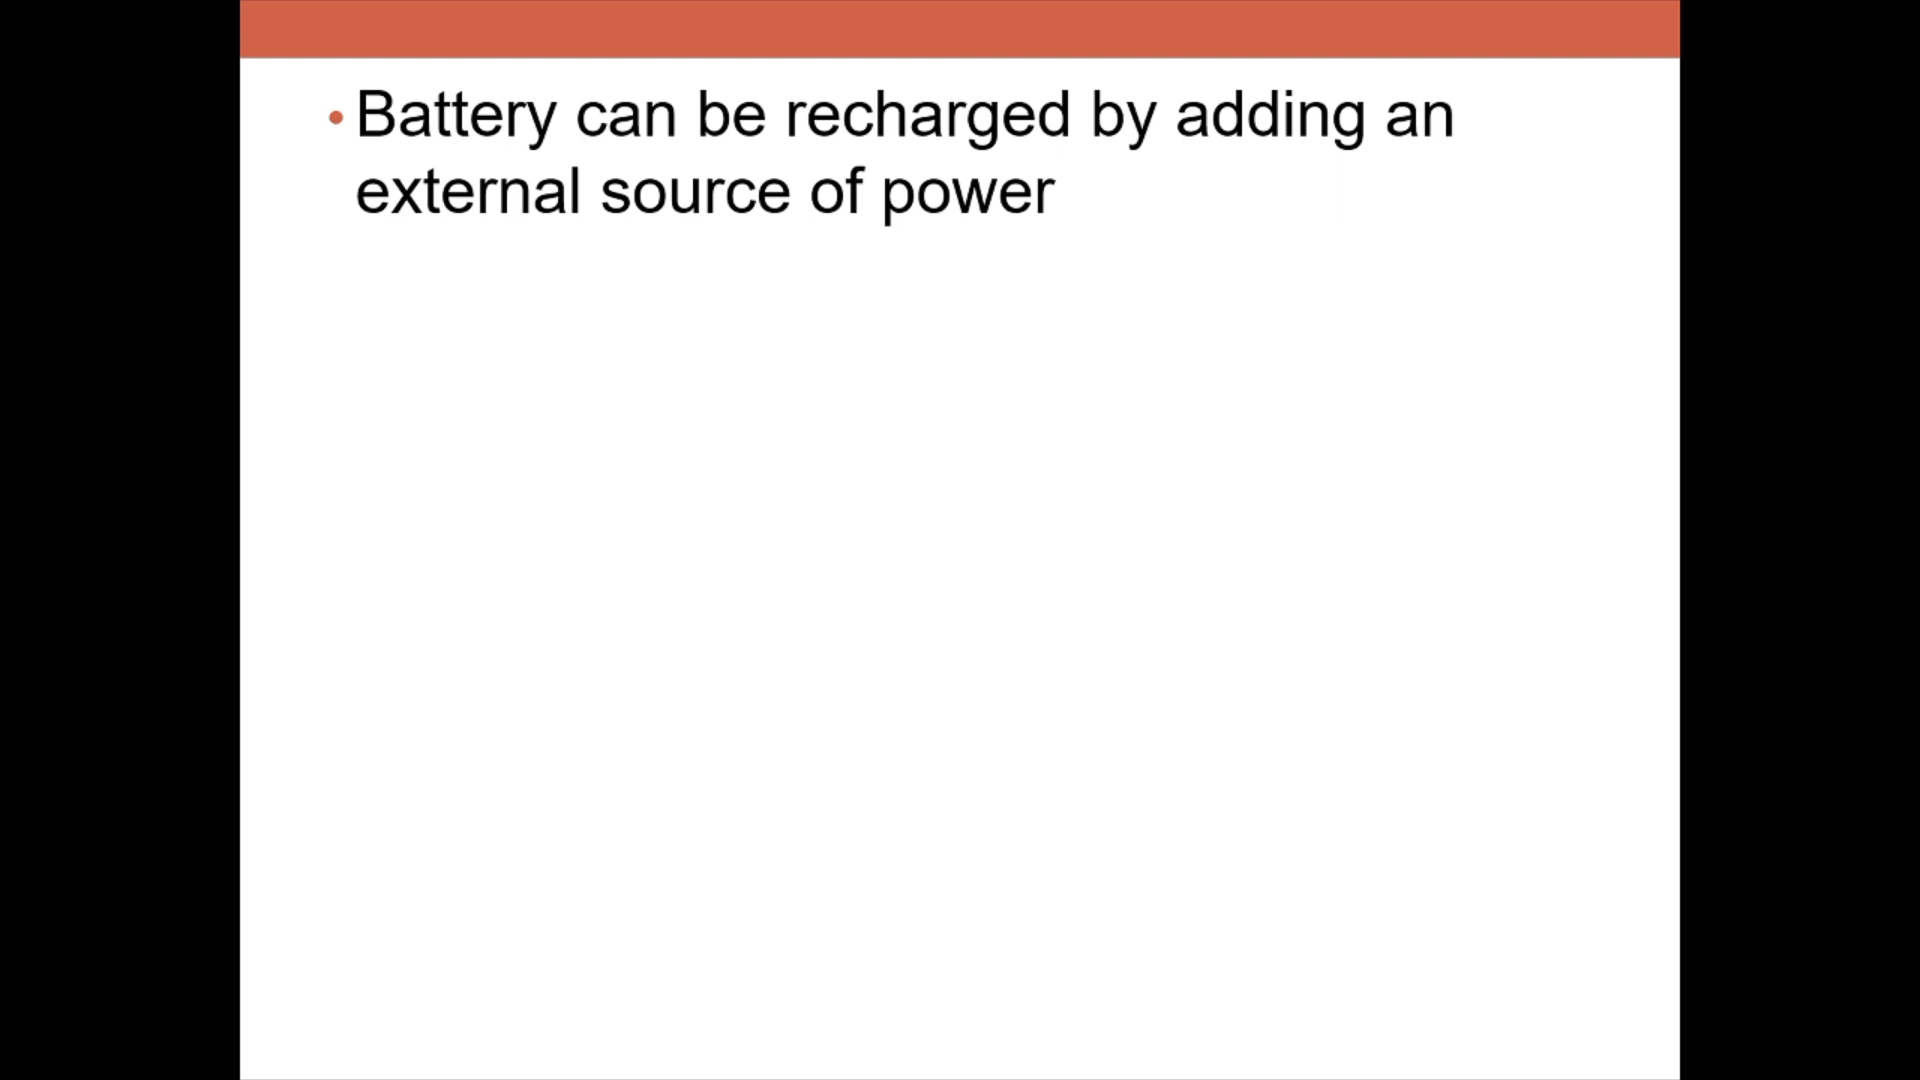 • Battery can be recharged by adding an
external source of power